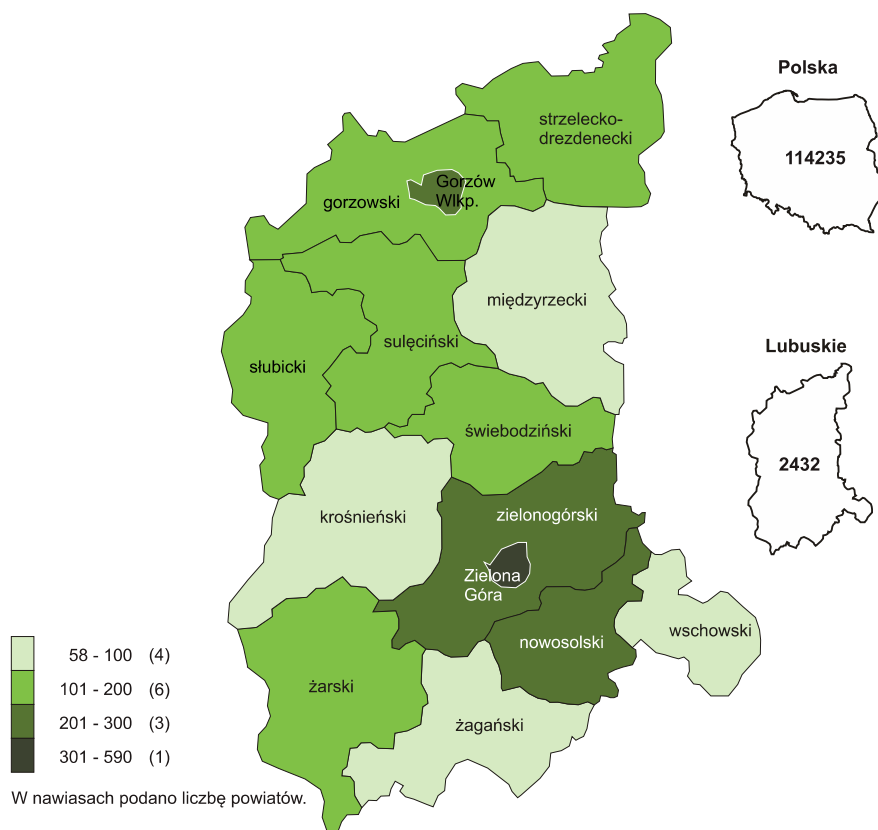 strzelecko-
drezdenecki
Polska
114235
Gorzów
Wlkp.
gorzowski
międzyrzecki
sulęciński
słubicki
Lubuskie
2432
świebodziński
krośnieński
zielonogórski
Zielona
Góra
wschowski
nowosolski
żarski
żagański
58 - 100 (4)
101 - 200 (6)
201 - 300 (3)
301 - 590 (1)
W nawiasach podano liczbę powiatów.